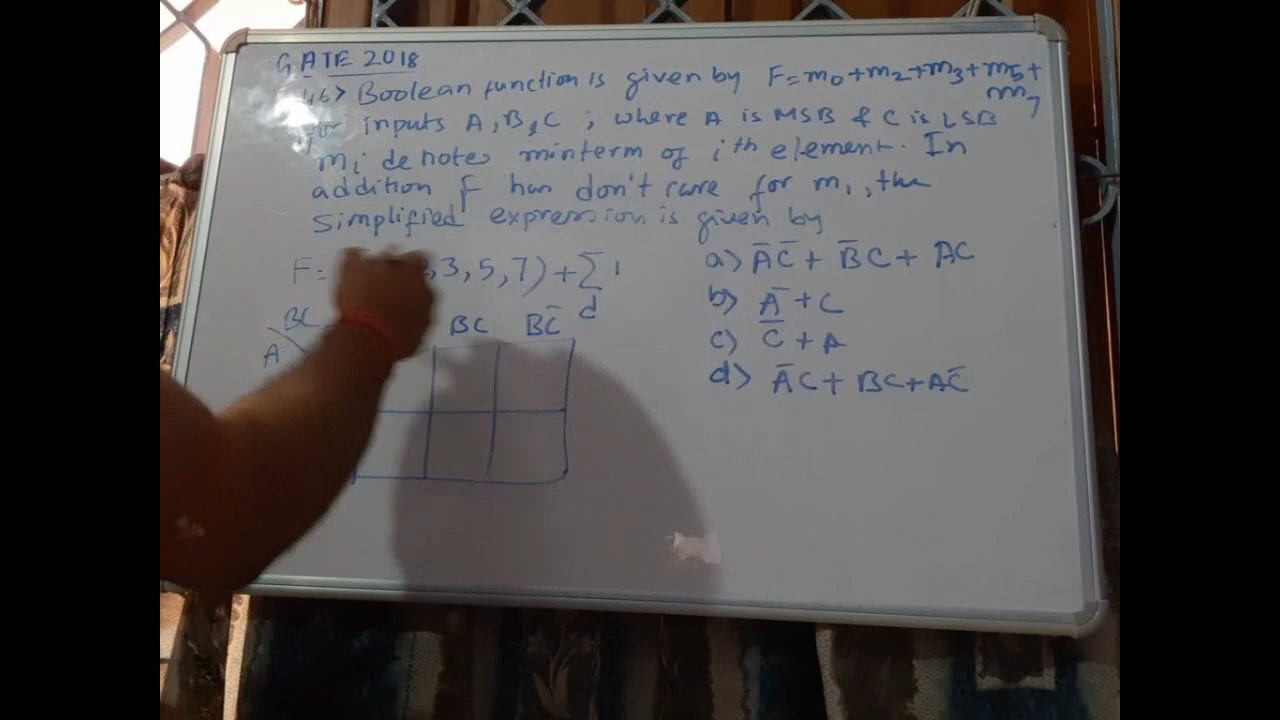 GATE 2018
46> Boolean function is given by F = m₀ + m₂ + m₃ + m₅ +
m₇
for inputs A, B, C ; where A is MSB & C is LSB
mᵢ denotes minterm of ith element. In
addition F has don't care for m₁, the
simplified expression is given by
F = 3, 5, 7) + Σ 1
d
a> A̅ C̅ + B̅ C + AC
b> A̅ + C
c) C̅ + A
d> A̅ C + BC + A C̅
BC BC BC̅
A